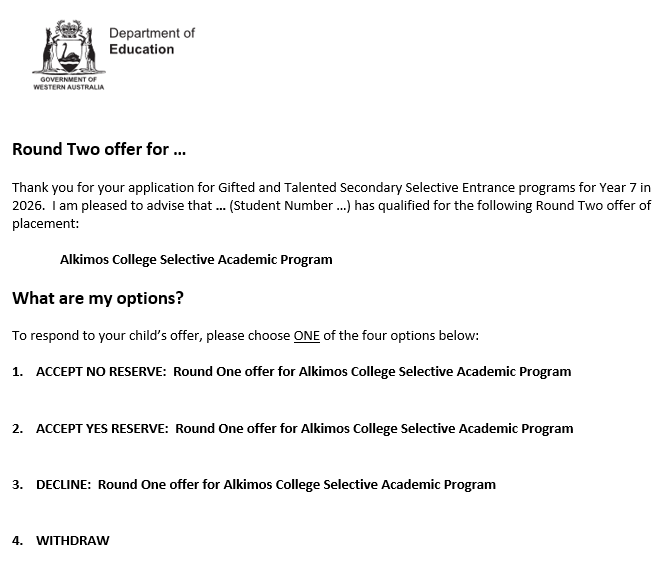 Department of
Education
GOVERNMENT OF
WESTERN AUSTRALIA
Round Two offer for ...
Thank you for your application for Gifted and Talented Secondary Selective Entrance programs for Year 7 in
2026.  I am pleased to advise that ... (Student Number ...) has qualified for the following Round Two offer of
placement:
Alkimos College Selective Academic Program
What are my options?
To respond to your child’s offer, please choose ONE of the four options below:
1. ACCEPT NO RESERVE:  Round One offer for Alkimos College Selective Academic Program
2. ACCEPT YES RESERVE:  Round One offer for Alkimos College Selective Academic Program
3. DECLINE:  Round One offer for Alkimos College Selective Academic Program
4. WITHDRAW